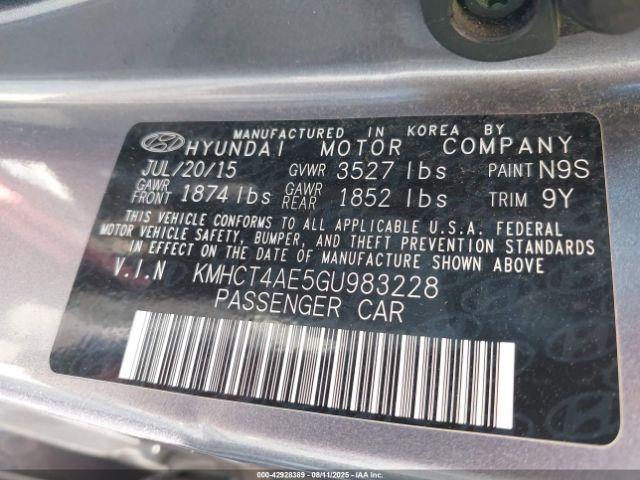 MANUFACTURED IN KOREA BY
HYUNDAI MOTOR COMPANY
JUL/20/15 GVWR 3527 lbs PAINT N9S
GAWR FRONT 1874 lbs GAWR REAR 1852 lbs TRIM 9Y
THIS VEHICLE CONFORMS TO ALL APPLICABLE U.S.A. FEDERAL
MOTOR VEHICLE SAFETY, BUMPER, AND THEFT PREVENTION STANDARDS
IN EFFECT ON THE DATE OF MANUFACTURE SHOWN ABOVE
V.I.N KMHCT4AE5GU983228
PASSENGER CAR
000-42928389 - 08/11/2025 - IAAI.COM